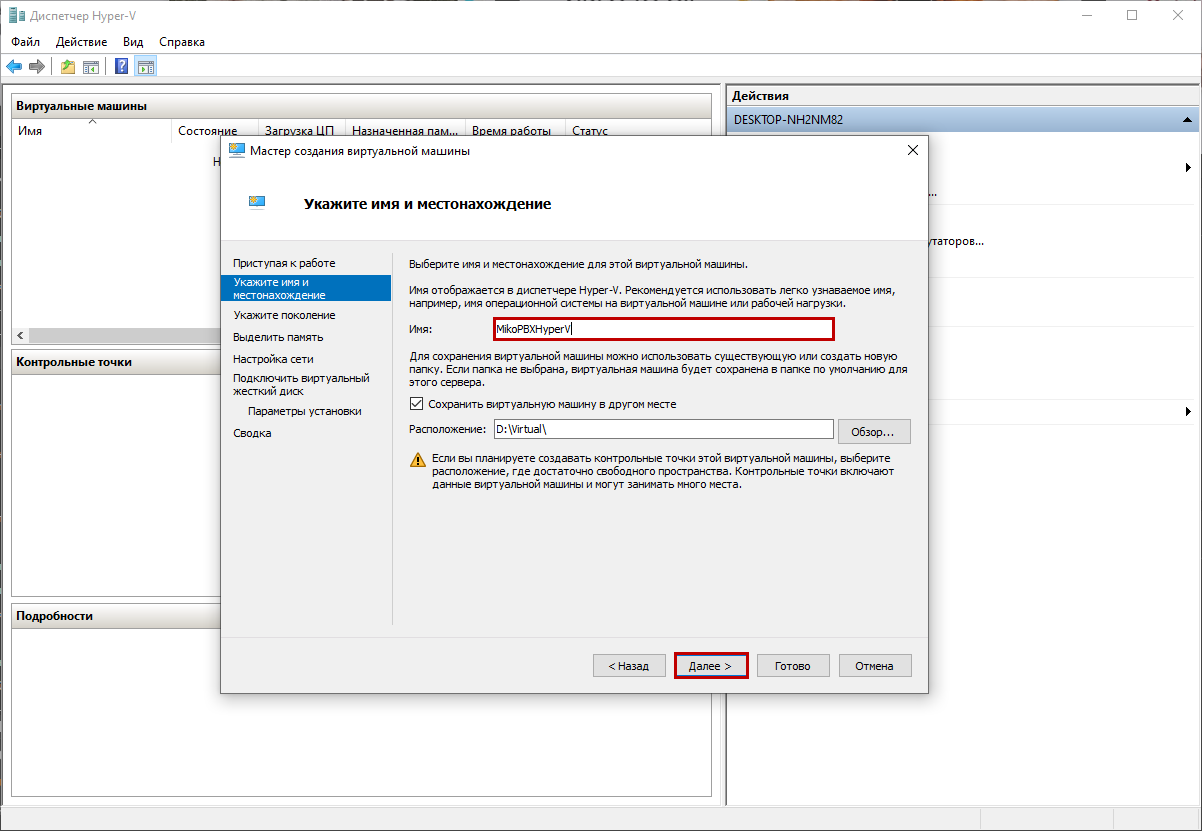 Диспетчер Hyper-V
Файл Действие Вид Справка
Виртуальные машины
Имя Состояние Загрузка ЦП Назначенная пам... Время работы Статус
Контрольные точки
Подробности
Действия
DESKTOP-NH2NM82
...
утаторов...
Мастер создания виртуальной машины
Укажите имя и местонахождение
Приступая к работе
Укажите имя и
местонахождение
Укажите поколение
Выделить память
Настройка сети
Подключить виртуальный
жесткий диск
Параметры установки
Сводка
Выберите имя и местонахождение для этой виртуальной машины.
Имя отображается в диспетчере Hyper-V. Рекомендуется использовать легко узнаваемое имя,
например, имя операционной системы на виртуальной машине или рабочей нагрузки.
Имя: MikoPBXHyperV
Для сохранения виртуальной машины можно использовать существующую или создать новую
папку. Если папка не выбрана, виртуальная машина будет сохранена в папке по умолчанию для
этого сервера.
Сохранить виртуальную машину в другом месте
Расположение: D:\Virtual\ Обзор...
Если вы планируете создавать контрольные точки этой виртуальной машины, выберите
расположение, где достаточно свободного пространства. Контрольные точки включают
данные виртуальной машины и могут занимать много места.
< Назад Далее > Готово Отмена